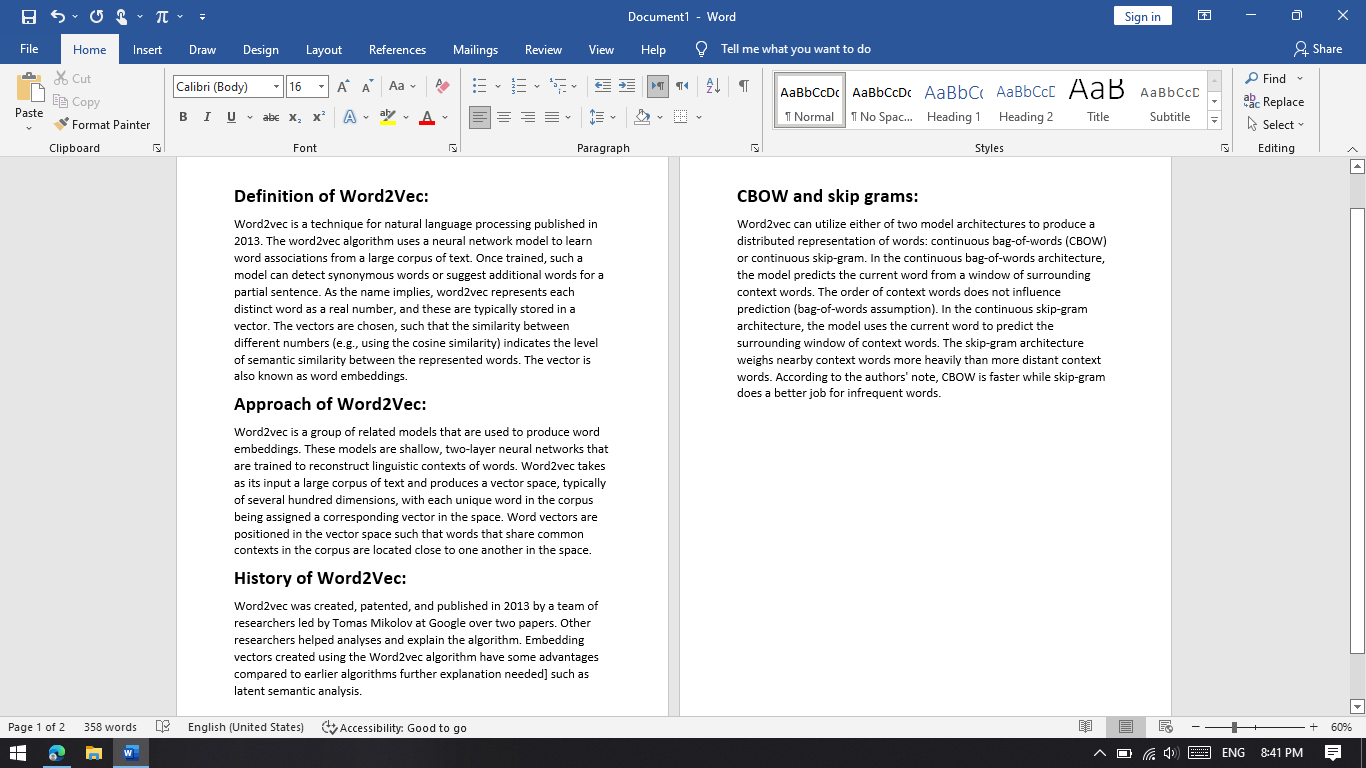 Document1 - Word
Sign in
File Home Insert Draw Design Layout References Mailings Review View Help Tell me what you want to do Share
Paste
Cut
Copy
Format Painter
Clipboard
Calibri (Body) 16
Aa
B I U abc x₂ x²
A A
Font
Paragraph
AaBbCcDc AaBbCcDc AaBbCc AaBbCcD AaB AaBbCcD
¶ Normal ¶ No Spac... Heading 1 Heading 2 Title Subtitle
Styles
Find
Replace
Select
Editing
Definition of Word2Vec:
Word2vec is a technique for natural language processing published in
2013. The word2vec algorithm uses a neural network model to learn
word associations from a large corpus of text. Once trained, such a
model can detect synonymous words or suggest additional words for a
partial sentence. As the name implies, word2vec represents each
distinct word as a real number, and these are typically stored in a
vector. The vectors are chosen, such that the similarity between
different numbers (e.g., using the cosine similarity) indicates the level
of semantic similarity between the represented words. The vector is
also known as word embeddings.
Approach of Word2Vec:
Word2vec is a group of related models that are used to produce word
embeddings. These models are shallow, two-layer neural networks that
are trained to reconstruct linguistic contexts of words. Word2vec takes
as its input a large corpus of text and produces a vector space, typically
of several hundred dimensions, with each unique word in the corpus
being assigned a corresponding vector in the space. Word vectors are
positioned in the vector space such that words that share common
contexts in the corpus are located close to one another in the space.
History of Word2Vec:
Word2vec was created, patented, and published in 2013 by a team of
researchers led by Tomas Mikolov at Google over two papers. Other
researchers helped analyses and explain the algorithm. Embedding
vectors created using the Word2vec algorithm have some advantages
compared to earlier algorithms further explanation needed] such as
latent semantic analysis.
CBOW and skip grams:
Word2vec can utilize either of two model architectures to produce a
distributed representation of words: continuous bag-of-words (CBOW)
or continuous skip-gram. In the continuous bag-of-words architecture,
the model predicts the current word from a window of surrounding
context words. The order of context words does not influence
prediction (bag-of-words assumption). In the continuous skip-gram
architecture, the model uses the current word to predict the
surrounding window of context words. The skip-gram architecture
weighs nearby context words more heavily than more distant context
words. According to the authors' note, CBOW is faster while skip-gram
does a better job for infrequent words.
Page 1 of 2 358 words English (United States) Accessibility: Good to go 60%
ENG 8:41 PM